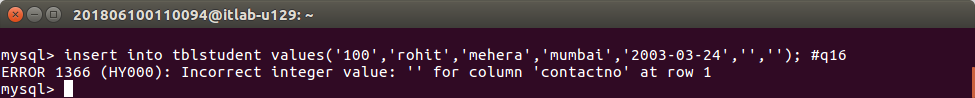 201806100110094@itlab-u129: ~
mysql> insert into tblstudent values('100','rohit','mehera','mumbai','2003-03-24','',''); #q16
ERROR 1366 (HY000): Incorrect integer value: '' for column 'contactno' at row 1
mysql>